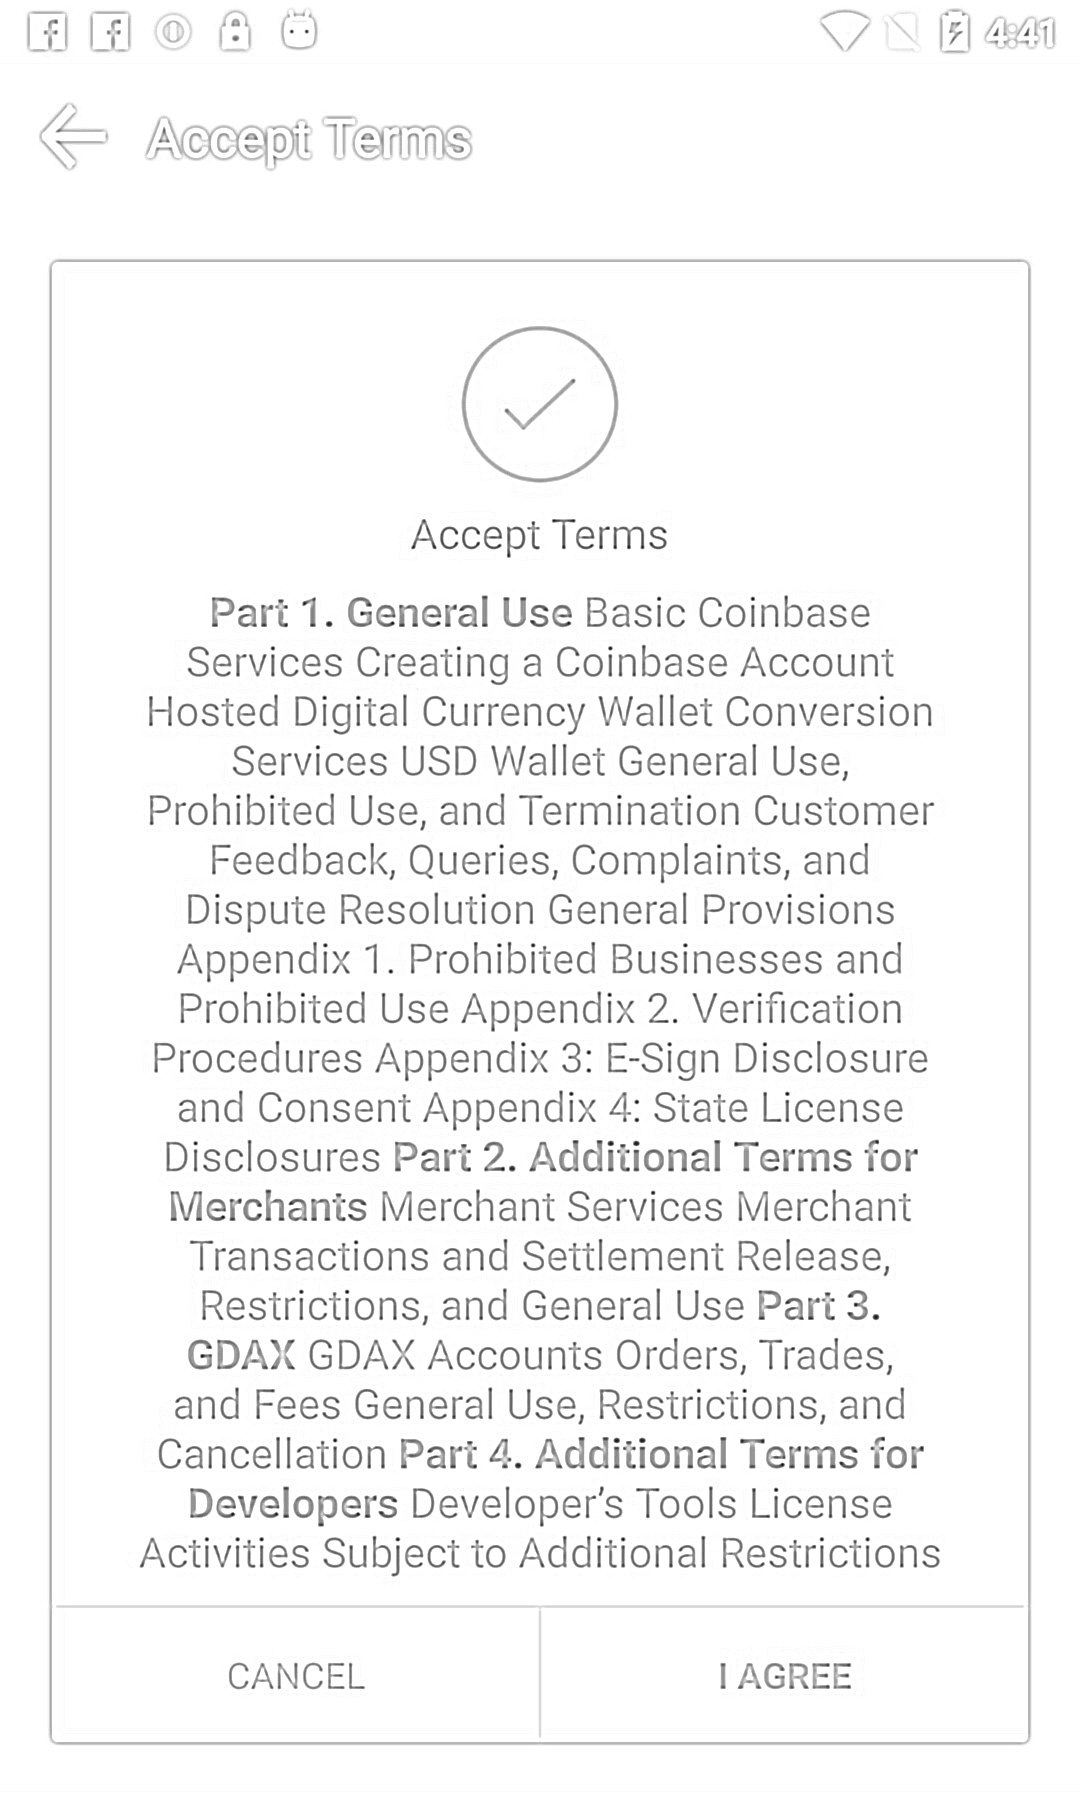 4:41
Accept Terms
Accept Terms
Part 1. General Use Basic Coinbase
Services Creating a Coinbase Account
Hosted Digital Currency Wallet Conversion
Services USD Wallet General Use,
Prohibited Use, and Termination Customer
Feedback, Queries, Complaints, and
Dispute Resolution General Provisions
Appendix 1. Prohibited Businesses and
Prohibited Use Appendix 2. Verification
Procedures Appendix 3: E-Sign Disclosure
and Consent Appendix 4: State License
Disclosures Part 2. Additional Terms for
Merchants Merchant Services Merchant
Transactions and Settlement Release,
Restrictions, and General Use Part 3.
GDAX GDAX Accounts Orders, Trades,
and Fees General Use, Restrictions, and
Cancellation Part 4. Additional Terms for
Developers Developer’s Tools License
Activities Subject to Additional Restrictions
CANCEL
I AGREE